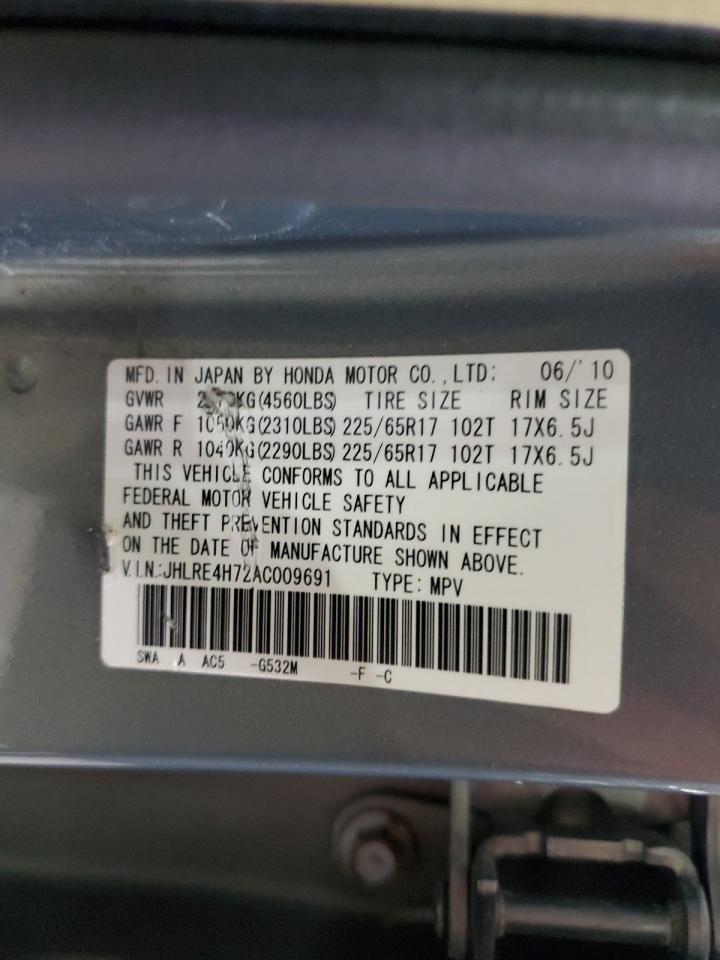 MFD. IN JAPAN BY HONDA MOTOR CO., LTD: 06/'10
GVWR (4560LBS) TIRE SIZE RIM SIZE
GAWR F 1050KG(2310LBS) 225/65R17 102T 17X6.5J
GAWR R 1040KG(2290LBS) 225/65R17 102T 17X6.5J
THIS VEHICLE CONFORMS TO ALL APPLICABLE
FEDERAL MOTOR VEHICLE SAFETY
AND THEFT PREVENTION STANDARDS IN EFFECT
ON THE DATE OF MANUFACTURE SHOWN ABOVE.
V.I.N.:JHLRE4H72AC009691 TYPE: MPV
SWA A AC5 -G532M -F -C